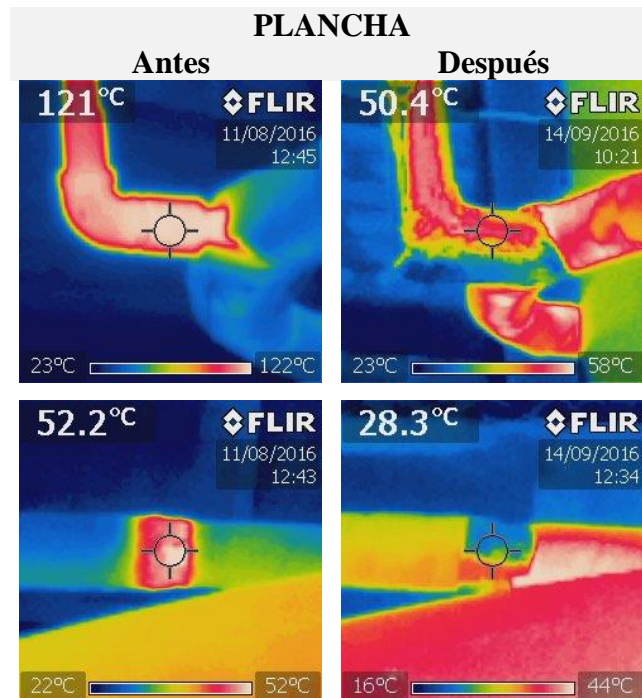 PLANCHA
Antes Después
121°C FLIR
11/08/2016
12:45
23°C 122°C
50.4°C FLIR
14/09/2016
10:21
23°C 58°C
52.2°C FLIR
11/08/2016
12:43
22°C 52°C
28.3°C FLIR
14/09/2016
12:34
16°C 44°C